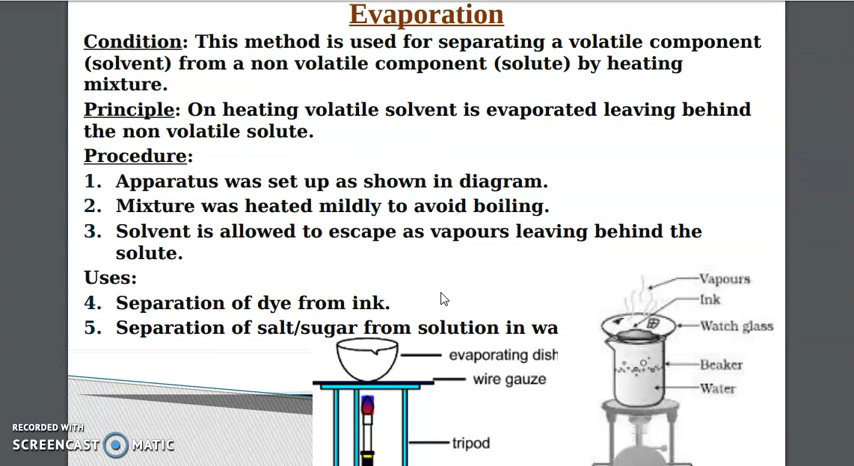 Evaporation
Condition: This method is used for separating a volatile component
(solvent) from a non volatile component (solute) by heating
mixture.
Principle: On heating volatile solvent is evaporated leaving behind
the non volatile solute.
Procedure:
1. Apparatus was set up as shown in diagram.
2. Mixture was heated mildly to avoid boiling.
3. Solvent is allowed to escape as vapours leaving behind the
solute.
Uses:
4. Separation of dye from ink.
5. Separation of salt/sugar from solution in wa
evaporating dish
wire gauze
tripod
Vapours
Ink
Watch glass
Beaker
Water
RECORDED WITH
SCREENCAST MATIC